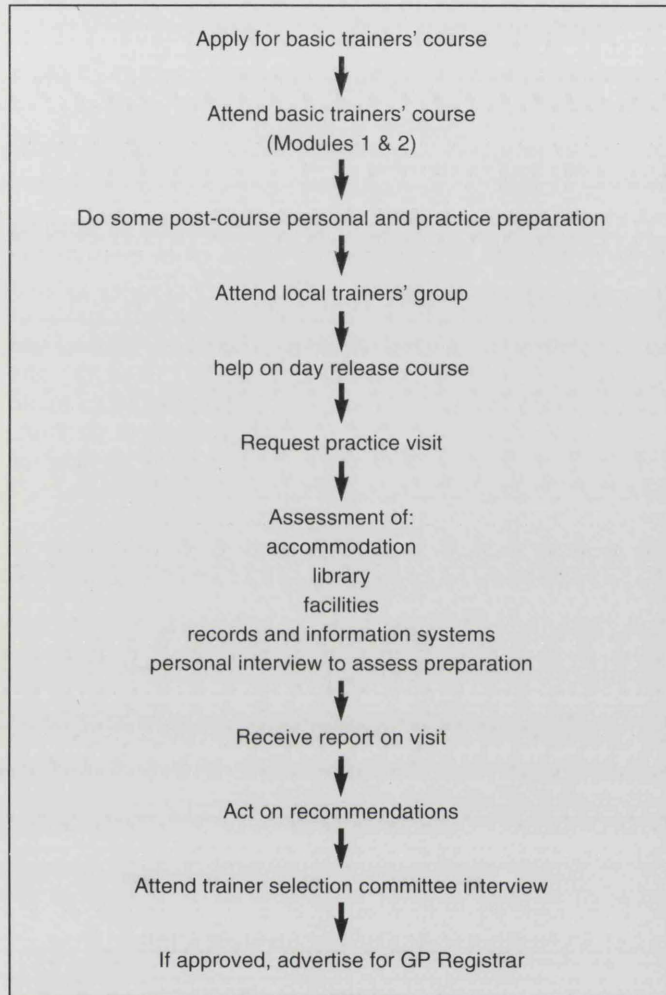 Apply for basic trainers' course
Attend basic trainers' course
(Modules 1 & 2)
Do some post-course personal and practice preparation
Attend local trainers' group
help on day release course
Request practice visit
Assessment of:
accommodation
library
facilities
records and information systems
personal interview to assess preparation
Receive report on visit
Act on recommendations
Attend trainer selection committee interview
If approved, advertise for GP Registrar